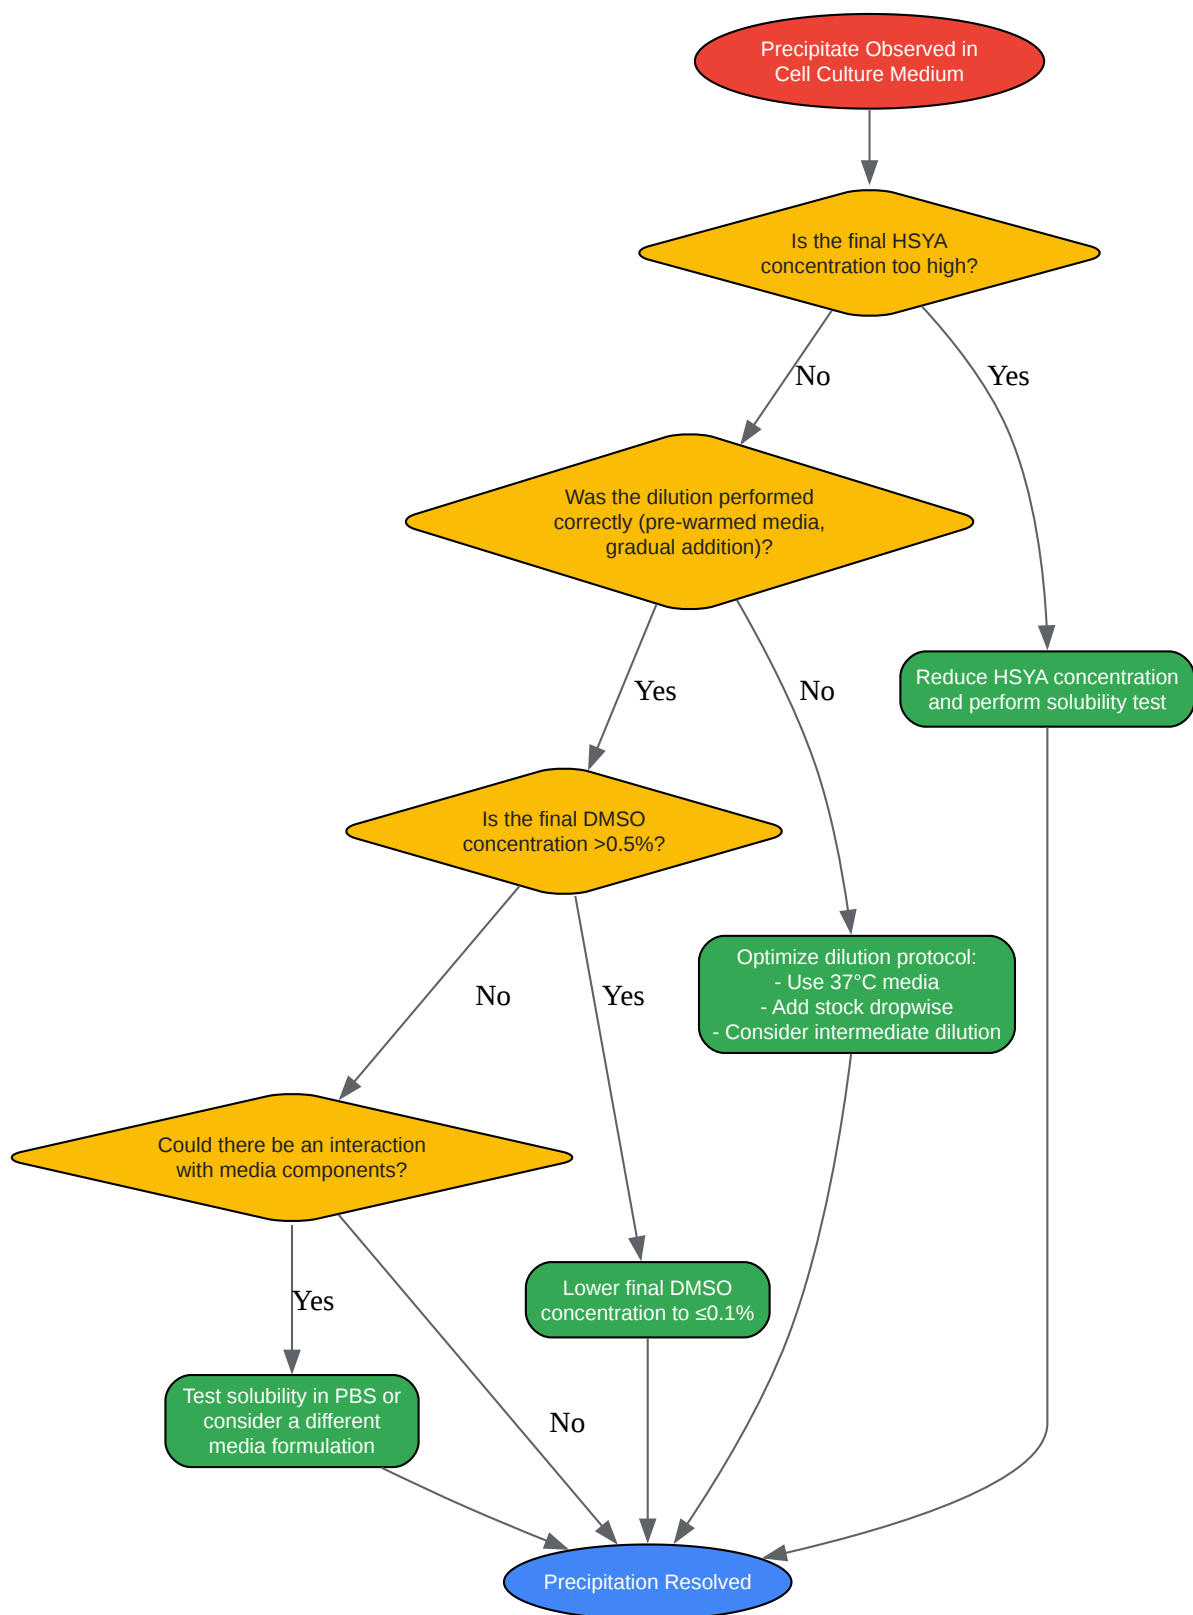 Precipitate Observed in
Cell Culture Medium
Is the final HSYA
concentration too high?
No
Yes
Was the dilution performed
correctly (pre-warmed media,
gradual addition)?
Yes
No
Reduce HSYA concentration
and perform solubility test
Is the final DMSO
concentration >0.5%?
No
Yes
Optimize dilution protocol:
- Use 37°C media
- Add stock dropwise
- Consider intermediate dilution
Could there be an interaction
with media components?
Yes
No
Lower final DMSO
concentration to ≤0.1%
Test solubility in PBS or
consider a different
media formulation
Precipitation Resolved